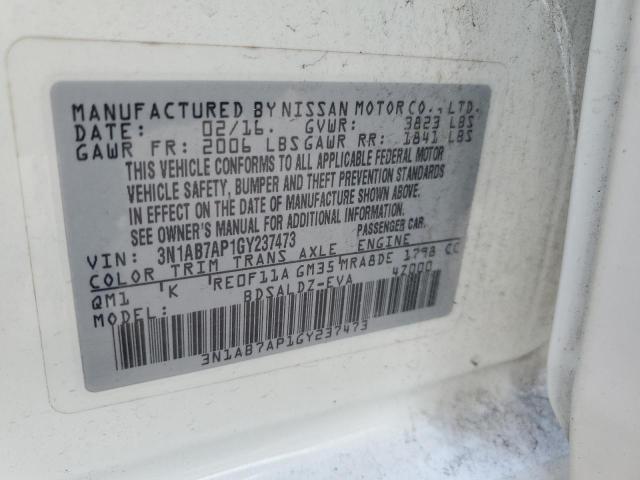 MANUFACTURED BY NISSAN MOTOR CO., LTD.
DATE: 02/16. GVWR: 3823 LBS
GAWR FR: 2006 LBS GAWR RR: 1841 LBS
THIS VEHICLE CONFORMS TO ALL APPLICABLE FEDERAL MOTOR
VEHICLE SAFETY, BUMPER AND THEFT PREVENTION STANDARDS
IN EFFECT ON THE DATE OF MANUFACTURE SHOWN ABOVE.
SEE OWNER'S MANUAL FOR ADDITIONAL INFORMATION.
VIN: 3N1AB7AP1GY237473 PASSENGER CAR.
COLOR TRIM TRANS AXLE ENGINE
QM1 K RE0F11A GM35 MRA8DE 1798 CC
MODEL: BDSALDZ-EVA 4Z000
3N1AB7AP1GY237473